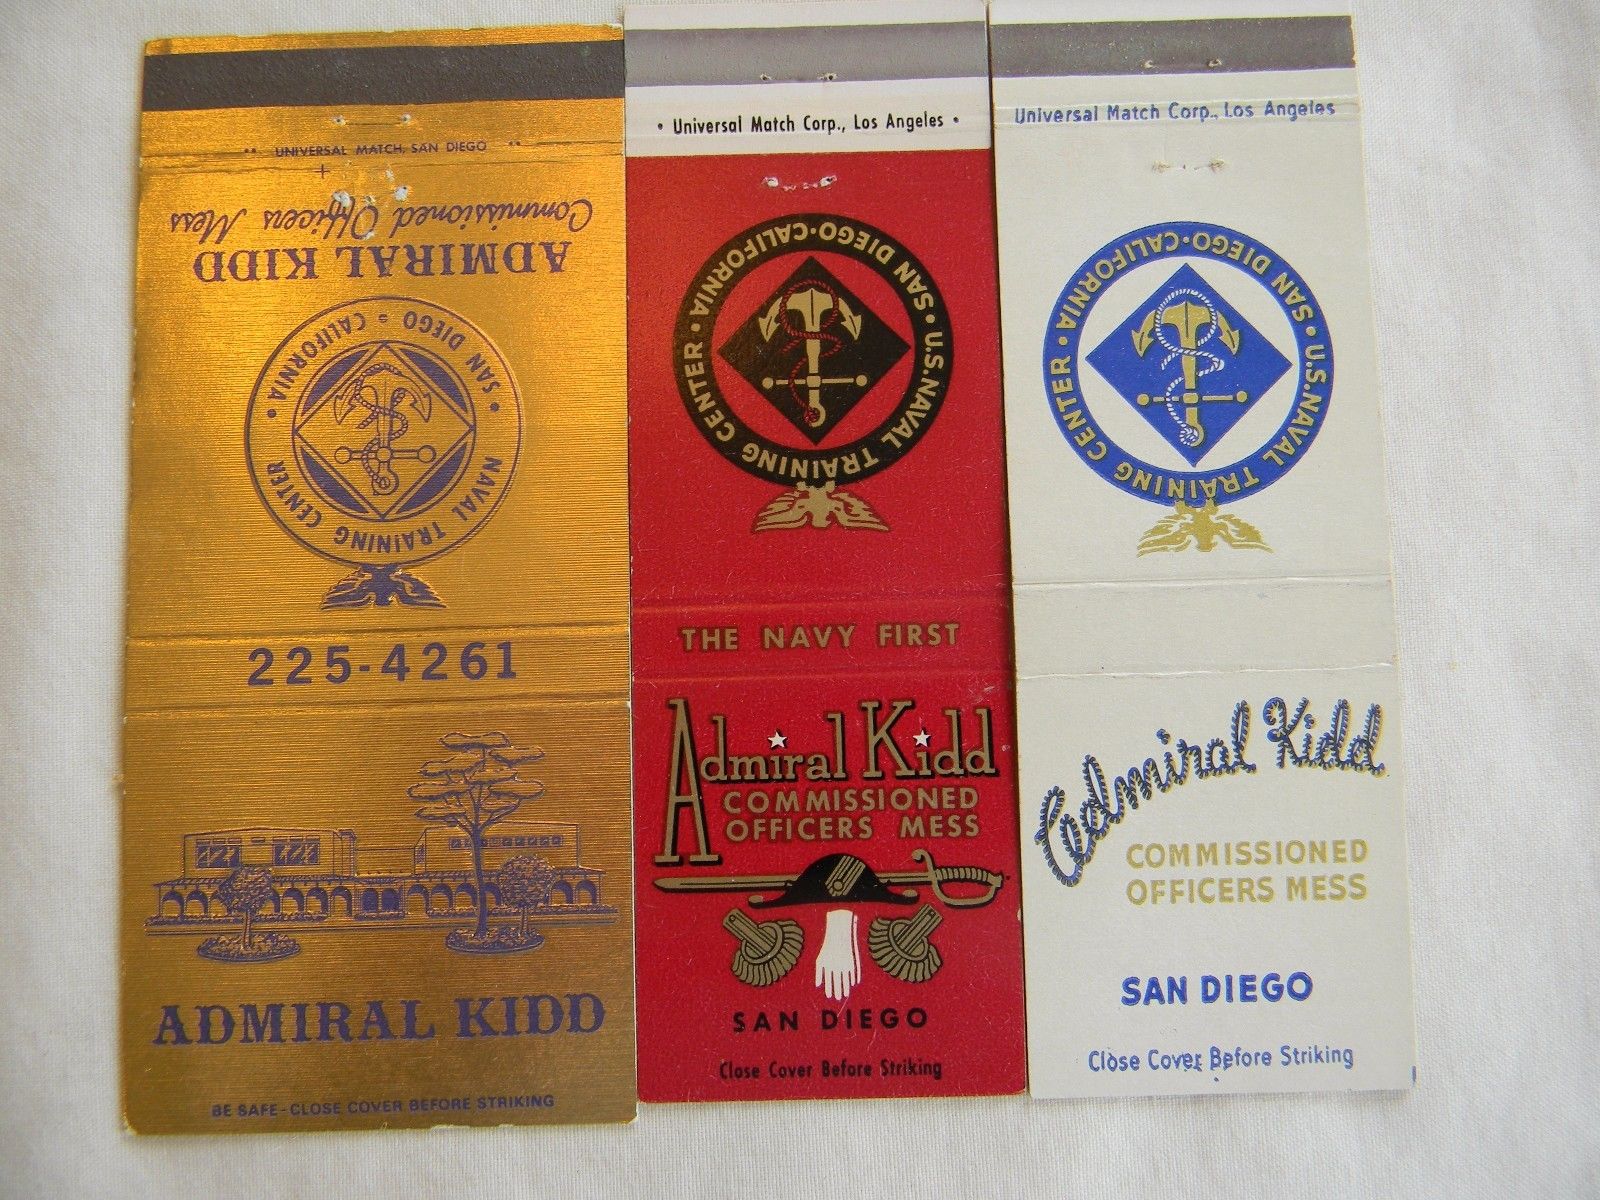 •• UNIVERSAL MATCH, SAN DIEGO ••
Commissioned Officers Mess
ADMIRAL KIDD
NAVAL TRAINING CENTER • SAN DIEGO = CALIFORNIA •
225-4261
ADMIRAL KIDD
BE SAFE - CLOSE COVER BEFORE STRIKING
• Universal Match Corp., Los Angeles •
U.S. NAVAL TRAINING CENTER • SAN DIEGO • CALIFORNIA •
THE NAVY FIRST
Admiral Kidd
COMMISSIONED
OFFICERS MESS
SAN DIEGO
Close Cover Before Striking
Universal Match Corp., Los Angeles
U.S. NAVAL TRAINING CENTER • SAN DIEGO • CALIFORNIA •
Admiral Kidd
COMMISSIONED
OFFICERS MESS
SAN DIEGO
Close Cover Before Striking